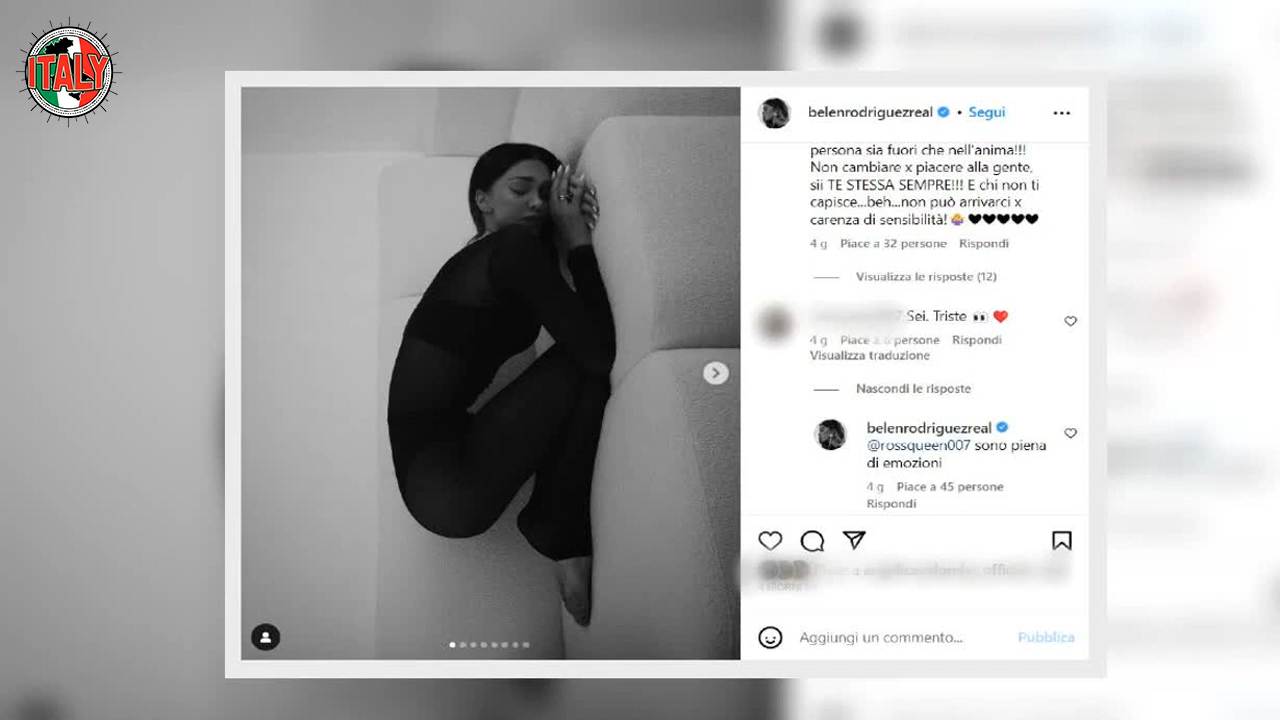 ITALY
belenrodriguezreal • Segui
persona sia fuori che nell'anima!!!
Non cambiare x piacere alla gente,
sii TE STESSA SEMPRE!!! E chi non ti
capisce...beh...non può arrivarci x
carenza di sensibilità! 🤷‍♀️ 🖤🖤🖤🖤🖤
4 g Piace a 32 persone Rispondi
Visualizza le risposte (12)
Sei. Triste 👀 ❤️
4 g Piace a persone Rispondi
Visualizza traduzione
Nascondi le risposte
belenrodriguezreal
@rossqueen007 sono piena
di emozioni
4 g Piace a 45 persone
Rispondi
Aggiungi un commento... Pubblica